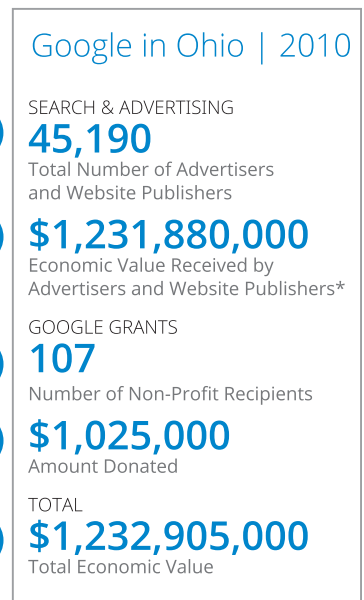 Google in Ohio | 2010
SEARCH & ADVERTISING
45,190
Total Number of Advertisers
and Website Publishers
$1,231,880,000
Economic Value Received by
Advertisers and Website Publishers*
GOOGLE GRANTS
107
Number of Non-Profit Recipients
$1,025,000
Amount Donated
TOTAL
$1,232,905,000
Total Economic Value